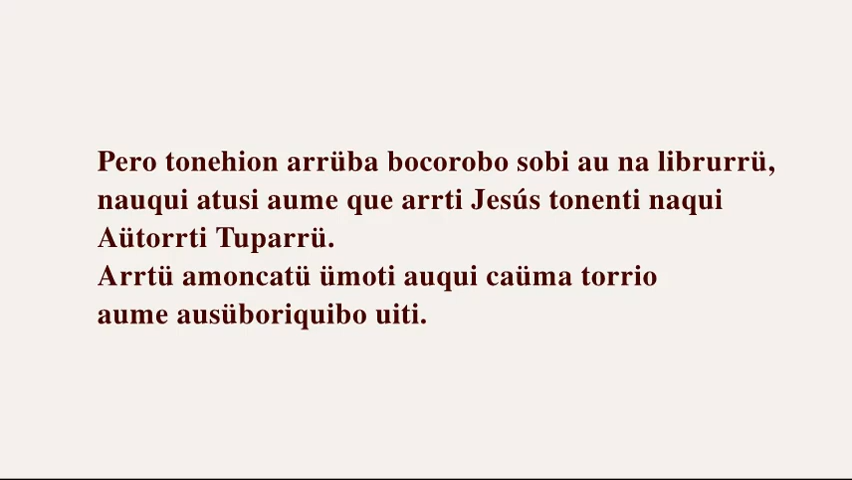 Pero tonehion arrüba bocorobo sobi au na librurrü,
nauqui atusi aume que arrti Jesús tonenti naqui
Aütorrti Tuparrü.
Arrtü amoncatü ümoti auqui caüma torrio
aume ausüboriquibo uiti.